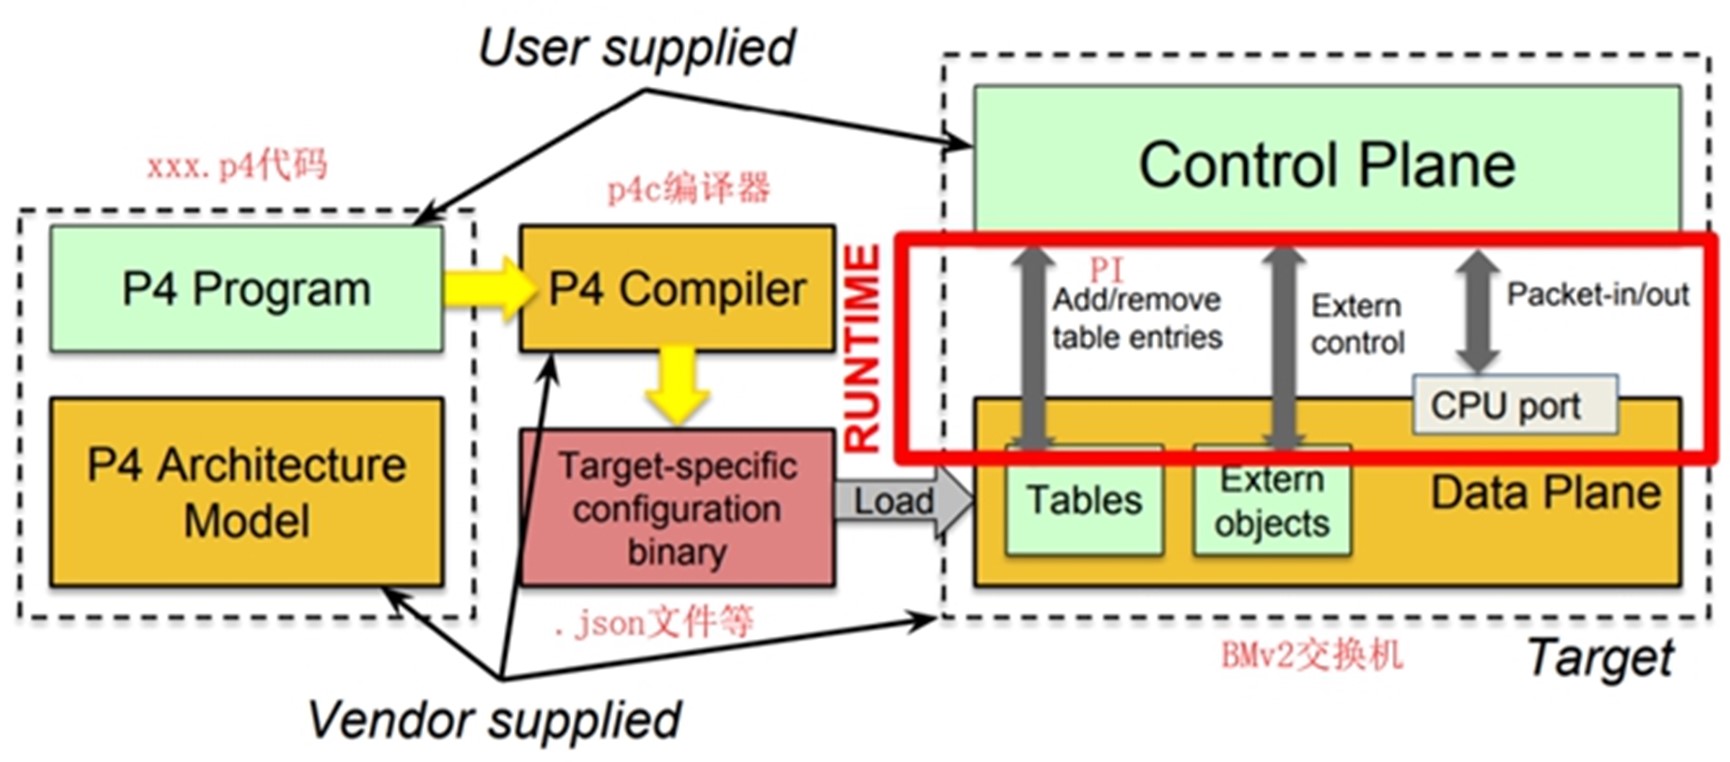 User supplied
xxx.p4代码
p4c编译器
Control Plane
P4 Program
P4 Compiler
RUNTIME
PI
Add/remove
table entries
Extern
control
Packet-in/out
CPU port
P4 Architecture
Model
Target-specific
configuration
binary
Load
Tables
Extern
objects
Data Plane
.json文件等
BMv2交换机
Target
Vendor supplied